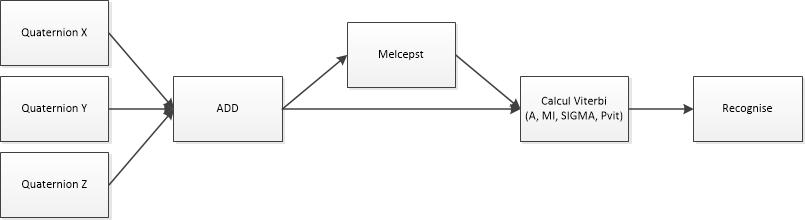 Quaternion X
Quaternion Y
Quaternion Z
ADD
Melcepst
Calcul Viterbi
(A, MI, SIGMA, Pvit)
Recognise